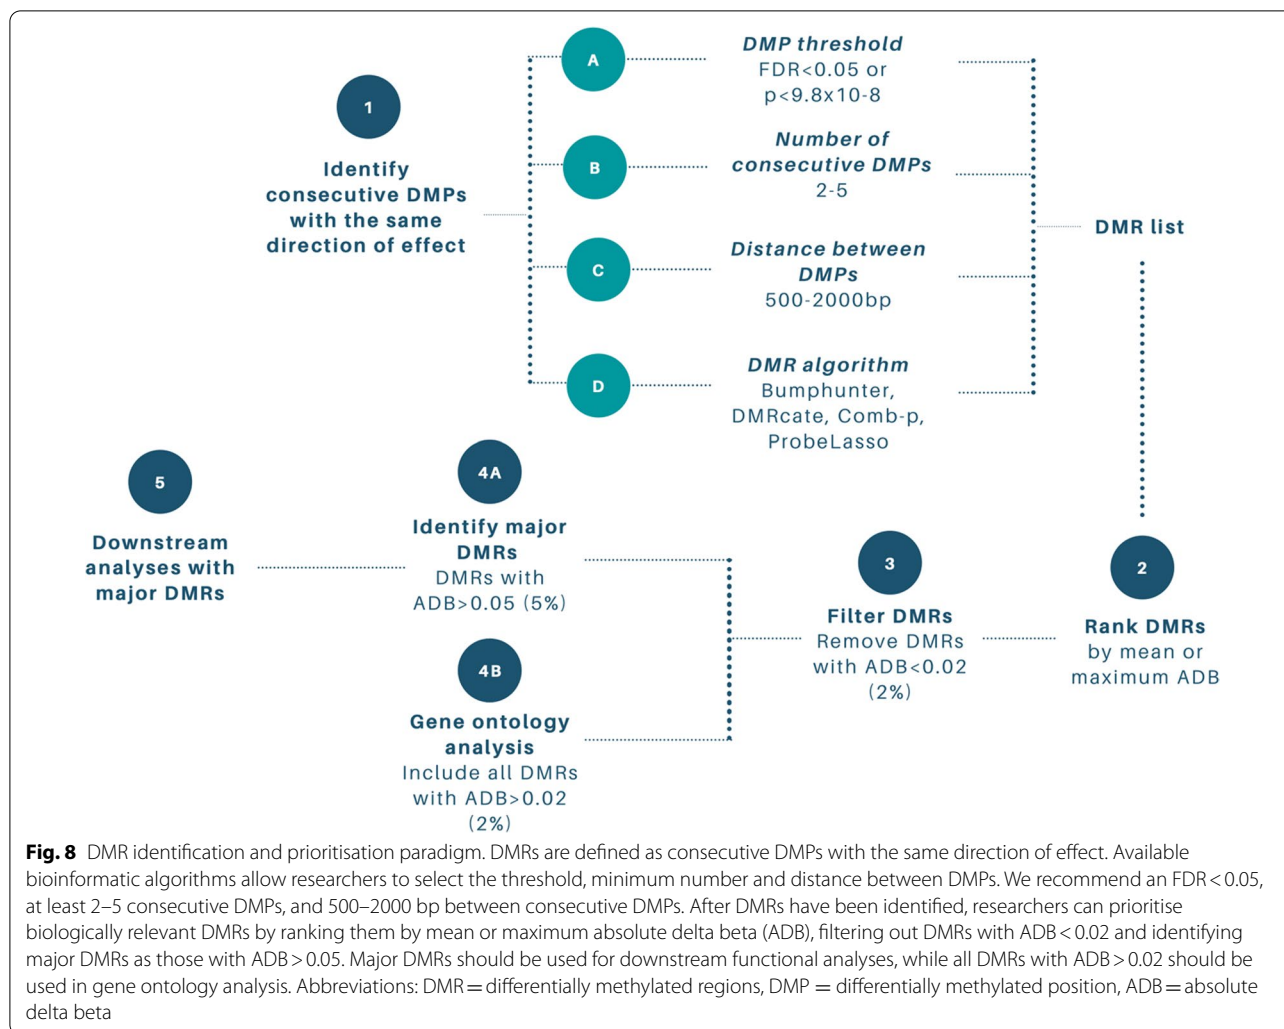 1
Identify
consecutive DMPs
with the same
direction of effect
A
DMP threshold
FDR<0.05 or
p<9.8x10-8
B
Number of
consecutive DMPs
2-5
C
Distance between
DMPs
500-2000bp
D
DMR algorithm
Bumphunter,
DMRcate, Comb-p,
ProbeLasso
DMR list
2
Rank DMRs
by mean or
maximum ADB
3
Filter DMRs
Remove DMRs
with ADB<0.02
(2%)
4A
Identify major
DMRs
DMRs with
ADB>0.05 (5%)
4B
Gene ontology
analysis
Include all DMRs
with ADB>0.02
(2%)
5
Downstream
analyses with
major DMRs
Fig. 8 DMR identification and prioritisation paradigm. DMRs are defined as consecutive DMPs with the same direction of effect. Available
bioinformatic algorithms allow researchers to select the threshold, minimum number and distance between DMPs. We recommend an FDR < 0.05,
at least 2–5 consecutive DMPs, and 500–2000 bp between consecutive DMPs. After DMRs have been identified, researchers can prioritise
biologically relevant DMRs by ranking them by mean or maximum absolute delta beta (ADB), filtering out DMRs with ADB < 0.02 and identifying
major DMRs as those with ADB > 0.05. Major DMRs should be used for downstream functional analyses, while all DMRs with ADB > 0.02 should be
used in gene ontology analysis. Abbreviations: DMR = differentially methylated regions, DMP = differentially methylated position, ADB = absolute
delta beta